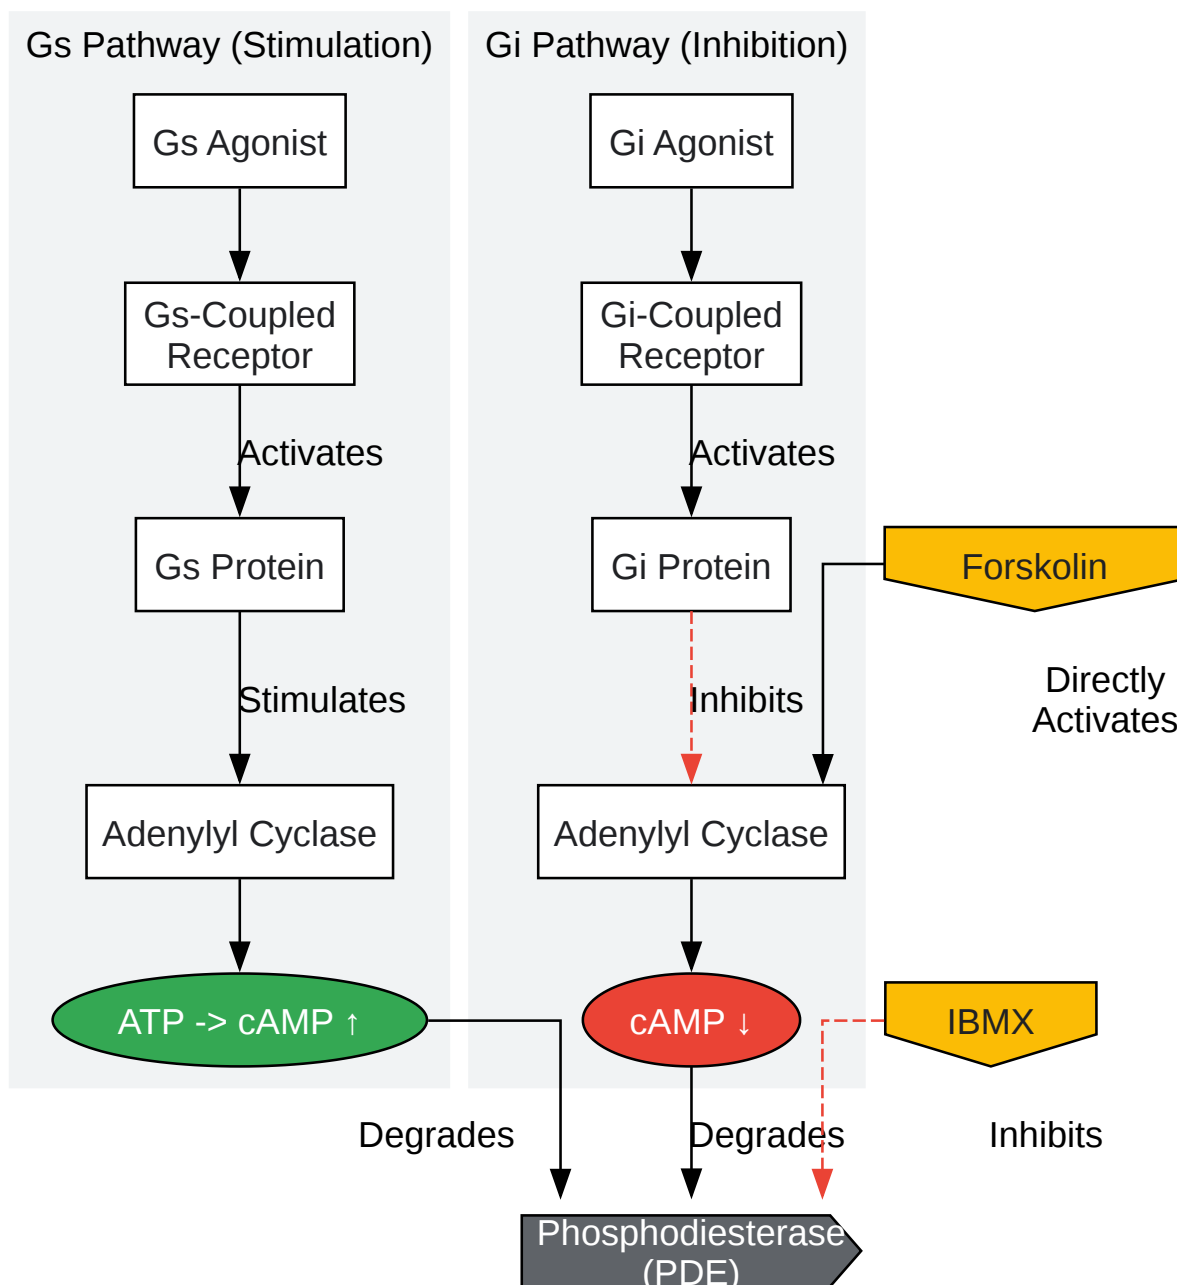 Gs Pathway (Stimulation)
Gs Agonist
Gs-Coupled
Receptor
Activates
Gs Protein
Stimulates
Adenylyl Cyclase
ATP -> cAMP ↑
Degrades
Gi Pathway (Inhibition)
Gi Agonist
Gi-Coupled
Receptor
Activates
Gi Protein
Inhibits
Adenylyl Cyclase
cAMP ↓
Degrades
Forskolin
Directly
Activates
IBMX
Inhibits
Phosphodiesterase
(PDE)